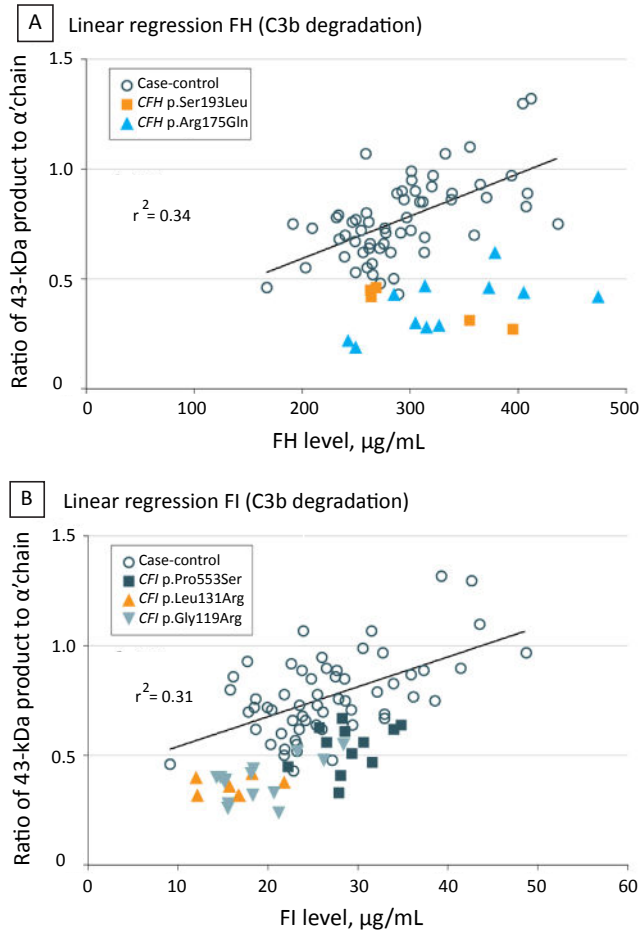 A Linear regression FH (C3b degradation)
Ratio of 43-kDa product to α’chain
1.5
1.0
0.5
0
Case-control
CFH p.Ser193Leu
CFH p.Arg175Gln
r²= 0.34
0 100 200 300 400 500
FH level, µg/mL
B Linear regression FI (C3b degradation)
Ratio of 43-kDa product to α’chain
1.5
1.0
0.5
0
Case-control
CFI p.Pro553Ser
CFI p.Leu131Arg
CFI p.Gly119Arg
r²= 0.31
0 10 20 30 40 50 60
FI level, µg/mL